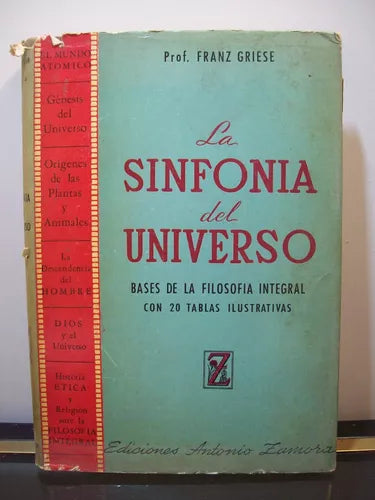 Prof. FRANZ GRIESE
La
SINFONIA
del
UNIVERSO
BASES DE LA FILOSOFIA INTEGRAL
CON 20 TABLAS ILUSTRATIVAS
Z
Ediciones Antonio Zamora
EL MUNDO
ATOMICO
Génesis
del
Universo
Orígenes
de las
Plantas
y
Animales
La
Descendencia
del
HOMBRE
DIOS
y el
Universo
Historia
ETICA
y
Religion
ante la
FILOSOFIA
INTEGRAL